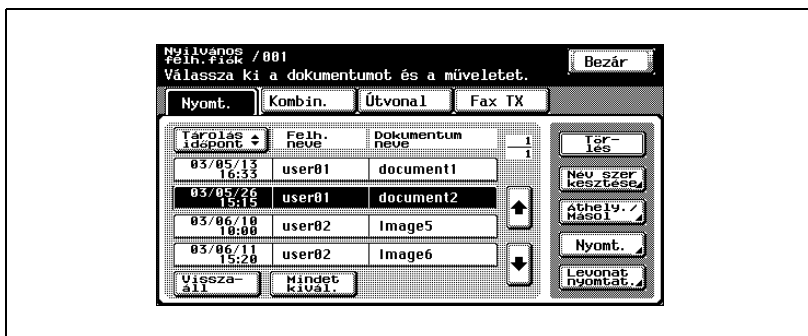 Nyilvános
felh.fiók /001
Válassza ki a dokumentumot és a műveletet.
Bezár
Nyomt.
Kombin.
Útvonal
Fax TX
Tárolás
időpont
Felh.
neve
Dokumentum
neve
1
1
03/05/13
16:33
user01
document1
03/05/26
15:15
user01
document2
03/06/10
10:00
user02
Image5
03/06/11
15:20
user02
Image6
Vissza-
áll
Mindet
kivál.
Tör-
lés
Név szer
kesztése
Áthely./
Másol
Nyomt.
Levonat
nyomtat.